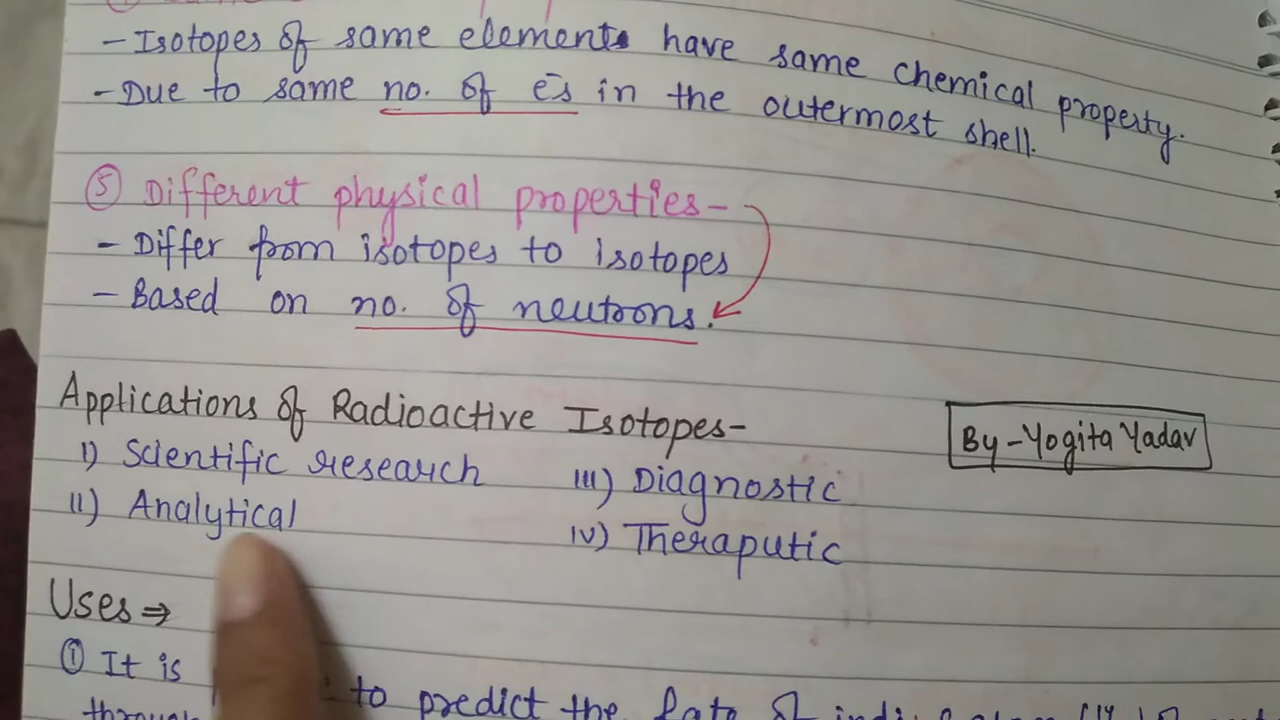 - Isotopes of same elements have same chemical property.
- Due to same no. of es in the outermost shell.
⑤ Different physical properties-
- Differ from isotopes to isotopes
- Based on no. of neutrons.
Applications of Radioactive Isotopes-
By - Yogita Yadav
I) Scientific research
II) Analytical
III) Diagnostic
IV) Theraputic
Uses ⇒
① It is to predict the fate of
through